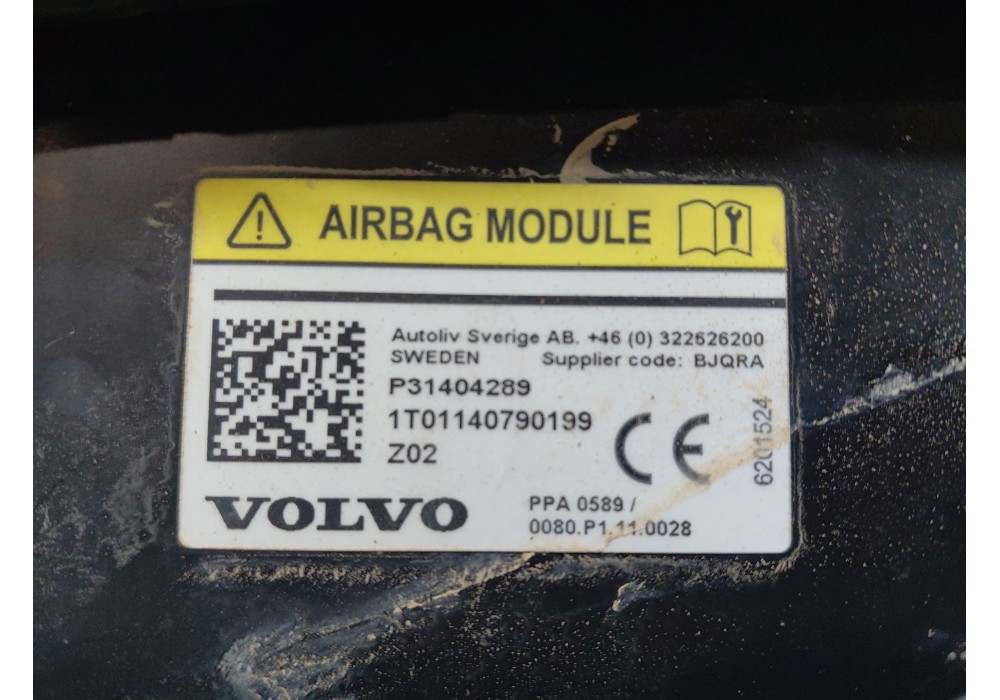 AIRBAG MODULE
Autoliv Sverige AB. +46 (0) 322626200
SWEDEN Supplier code: BJQRA
P31404289
1T01140790199
Z02
CE
6201524
VOLVO
PPA 0589 /
0080.P1.11.0028